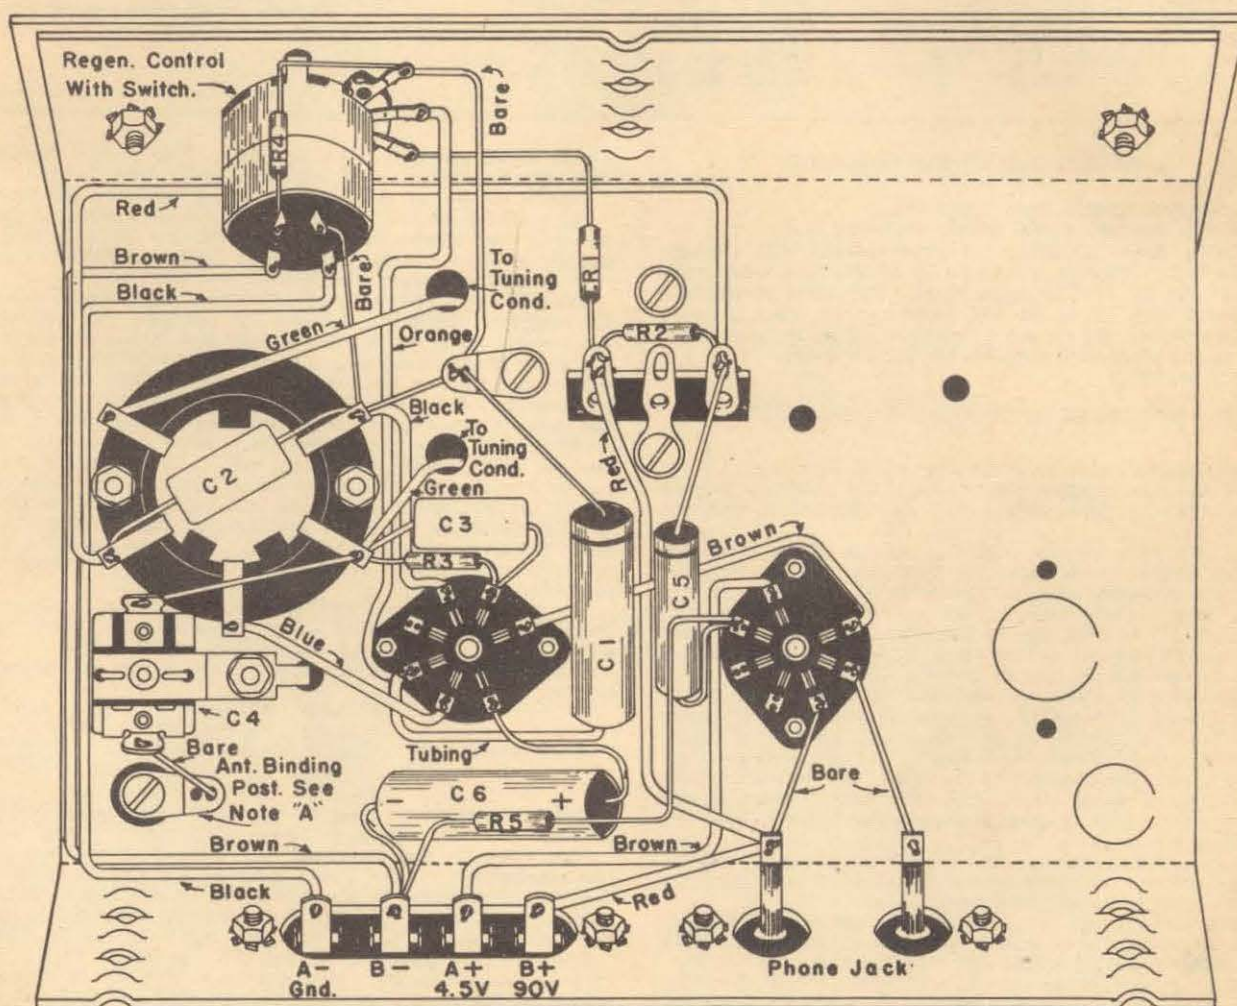 Regen. Control
With Switch.
Bare
R4
Red
Brown
Black
Bare
To
Tuning
Cond.
R1
R2
Green
Orange
Black
To
Tuning
Cond.
Red
C2
Green
C3
R3
Brown
C5
C1
Blue
C4
Tubing
Bare
Ant. Binding
Post. See
Note "A"
- C6 +
R5
Bare
Brown
Brown
Black
Red
A- B- A+ B+
Gnd. 4.5V 90V
Phone Jack